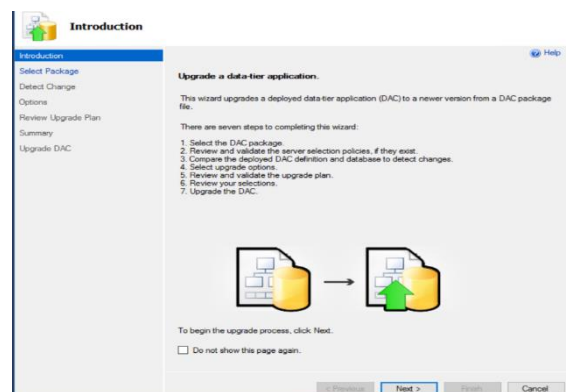 Introduction
Help
Introduction
Select Package
Detect Change
Options
Review Upgrade Plan
Summary
Upgrade DAC
Upgrade a data-tier application.
This wizard upgrades a deployed data-tier application (DAC) to a newer version from a DAC package
file.
There are seven steps to completing this wizard:
1. Select the DAC package.
2. Review and validate the server selection policies, if they exist.
3. Compare the deployed DAC definition and database to detect changes.
4. Select upgrade options.
5. Review and validate the upgrade plan.
6. Review your selections.
7. Upgrade the DAC.
To begin the upgrade process, click Next.
Do not show this page again.
< Previous Next > Finish Cancel